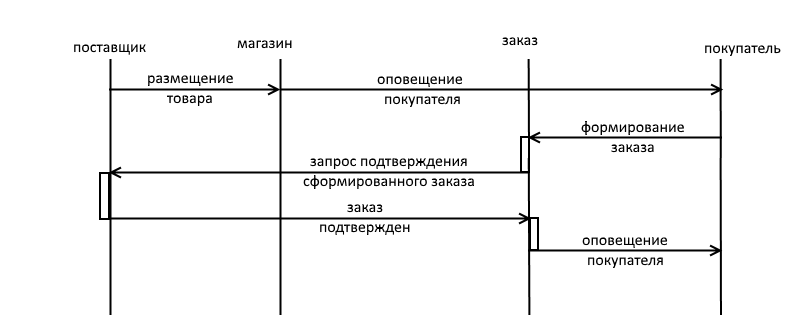 поставщик
магазин
заказ
покупатель
размещение
товара
оповещение
покупателя
формирование
заказа
запрос подтверждения
сформированного заказа
заказ
подтвержден
оповещение
покупателя